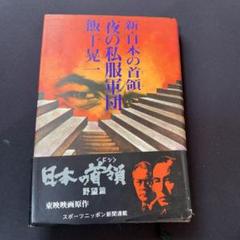 新・日本の首領
夜の私服軍団
飯干晃一
日本の首領
ドン
野望篇
東映映画原作
スポーツニッポン新聞連載